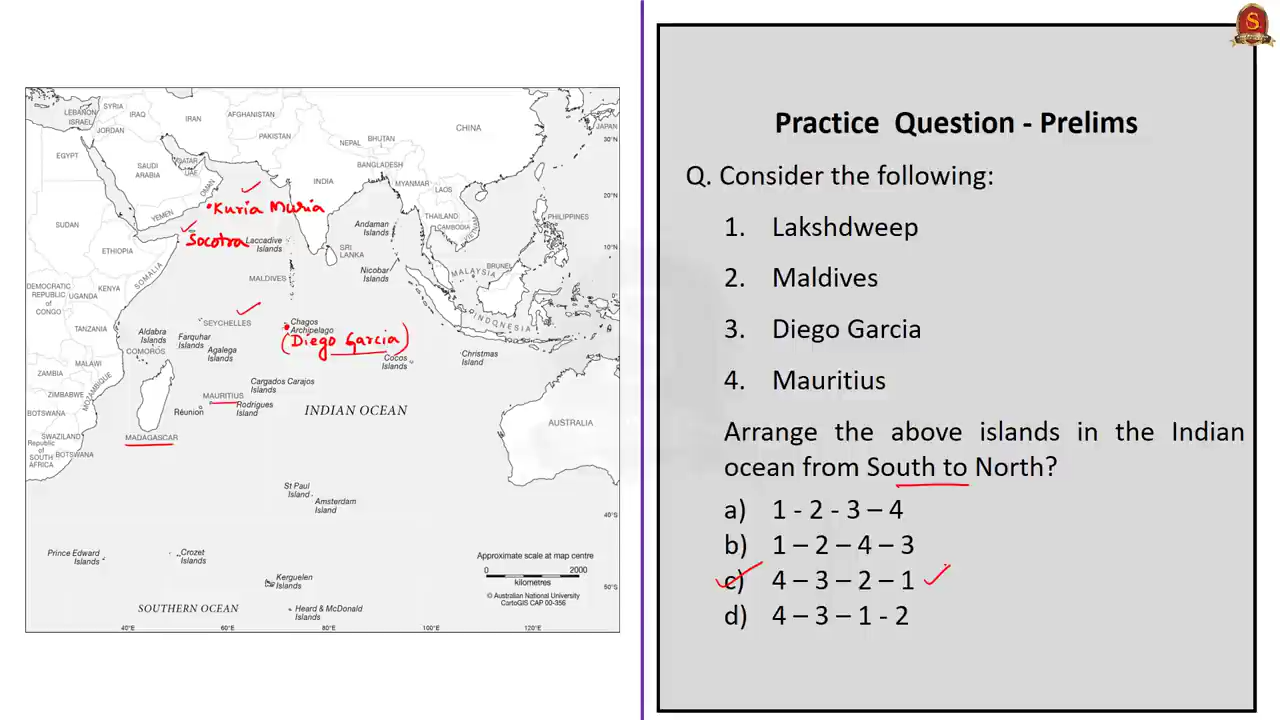 LEBANON
SYRIA
ISRAEL
IRAQ
IRAN
AFGHANISTAN
JORDAN
PAKISTAN
CHINA
JAPAN
30°N
NEPAL
BHUTAN
EGYPT
SAUDI
ARABIA
QATAR
UAE
OMAN
BANGLADESH
INDIA
MYANMAR
LAOS
20°N
Kuria Muria
SUDAN
YEMEN
THAILAND
CAMBODIA
VIETNAM
PHILIPPINES
Andaman
Islands
Socotra
Laccadive
Islands
ETHIOPIA
SRI
LANKA
10°N
SOMALIA
Nicobar
Islands
BRUNEI
MALAYSIA
MALDIVES
DEMOCRATIC
REPUBLIC
of
CONGO
UGANDA
KENYA
0°
SEYCHELLES
Chagos
Archipelago
(Diego Garcia)
INDONESIA
TANZANIA
Aldabra
Islands
Farquhar
Islands
Agalega
Islands
COMOROS
Cocos
Islands
Christmas
Island
MALAWI
ZAMBIA
MOZAMBIQUE
ZIMBABWE
Cargados Carajos
Islands
MAURITIUS
Rodrigues
Island
Réunion
INDIAN OCEAN
BOTSWANA
AUSTRALIA
MADAGASCAR
SWAZILAND
Republic
of
SOUTH
AFRICA
BOTSWANA
St Paul
Island
Amsterdam
Island
40°S
Prince Edward
Islands
Crozet
Islands
Approximate scale at map centre
0 2000
kilometres
Kerguelen
Islands
50°S
© Australian National University
CartoGIS CAP 00-356
SOUTHERN OCEAN
Heard & McDonald
Islands
40°E 60°E 80°E 100°E 120°E
S
Practice Question - Prelims
Q. Consider the following:
1. Lakshdweep
2. Maldives
3. Diego Garcia
4. Mauritius
Arrange the above islands in the Indian
ocean from South to North?
a) 1 - 2 - 3 – 4
b) 1 – 2 – 4 – 3
c) 4 – 3 – 2 – 1
d) 4 – 3 – 1 - 2